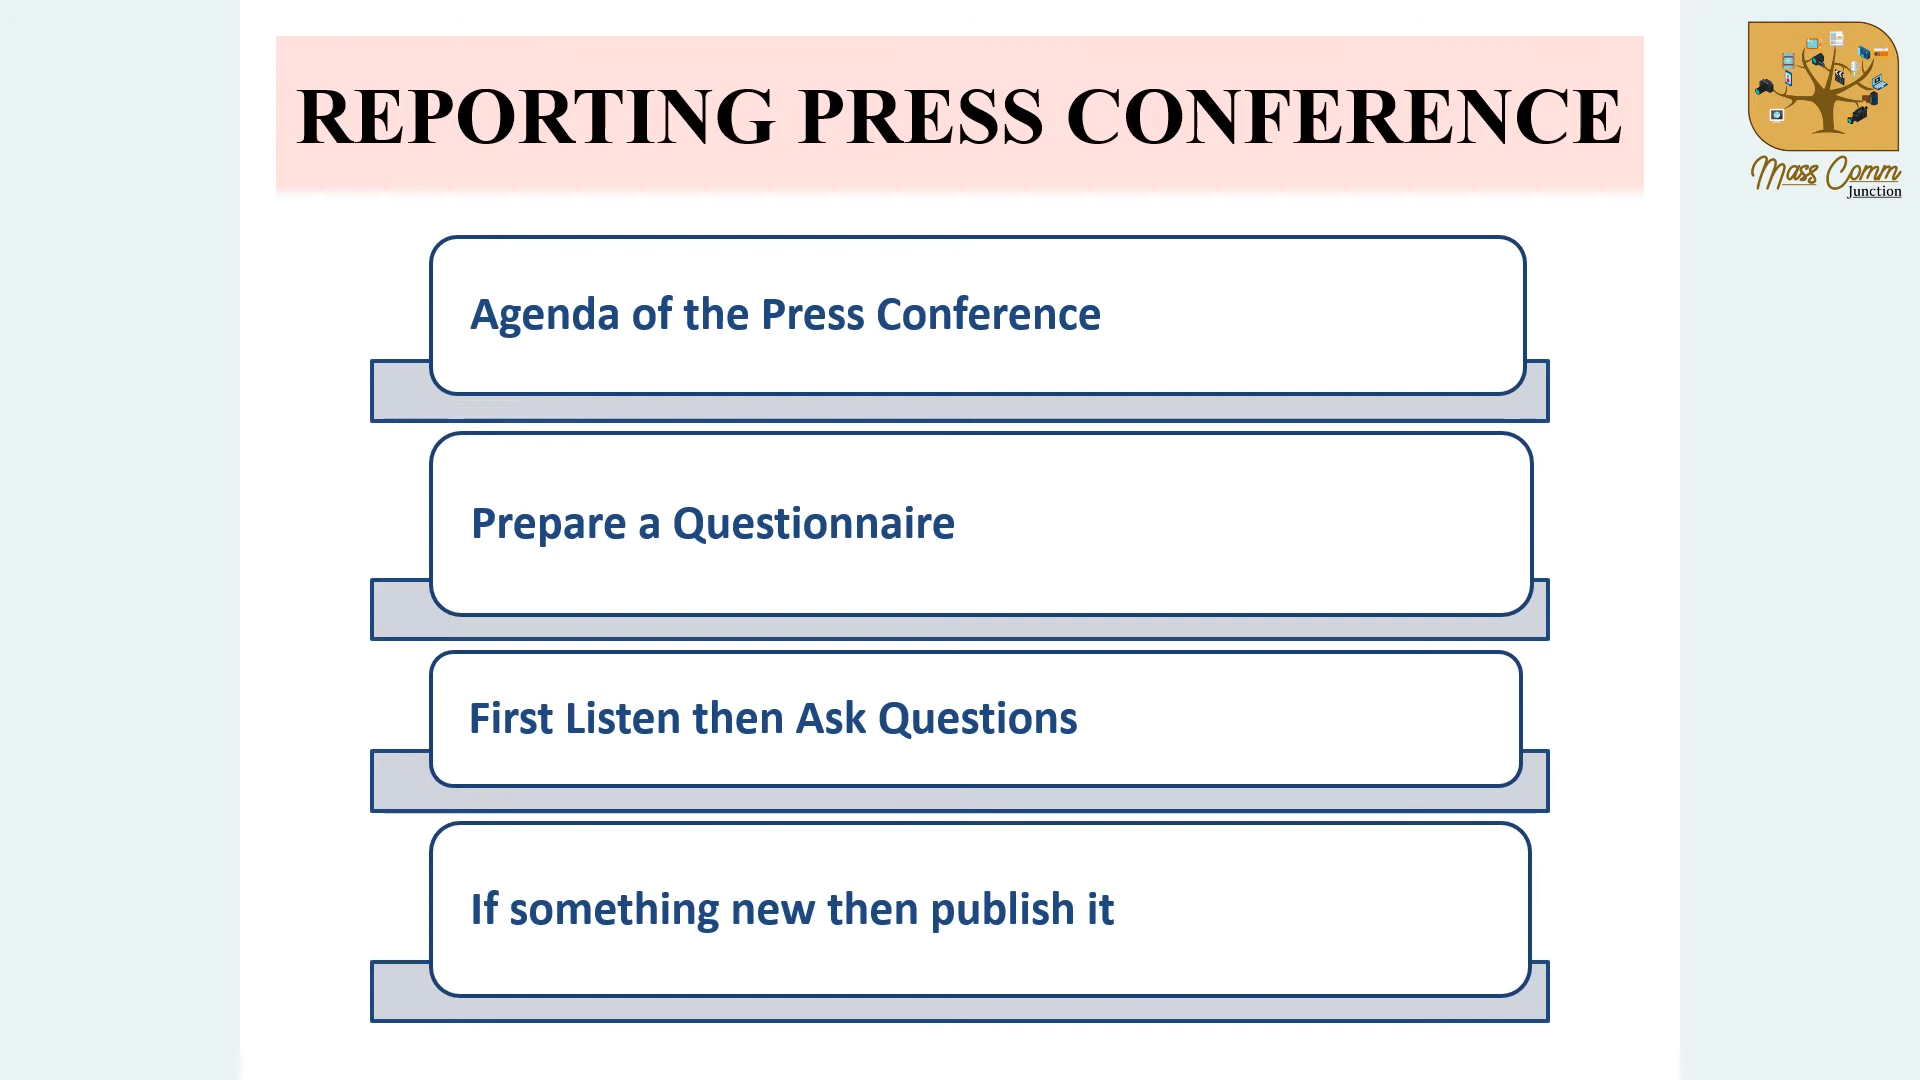 REPORTING PRESS CONFERENCE
Mass Comm
Junction
Agenda of the Press Conference
Prepare a Questionnaire
First Listen then Ask Questions
If something new then publish it